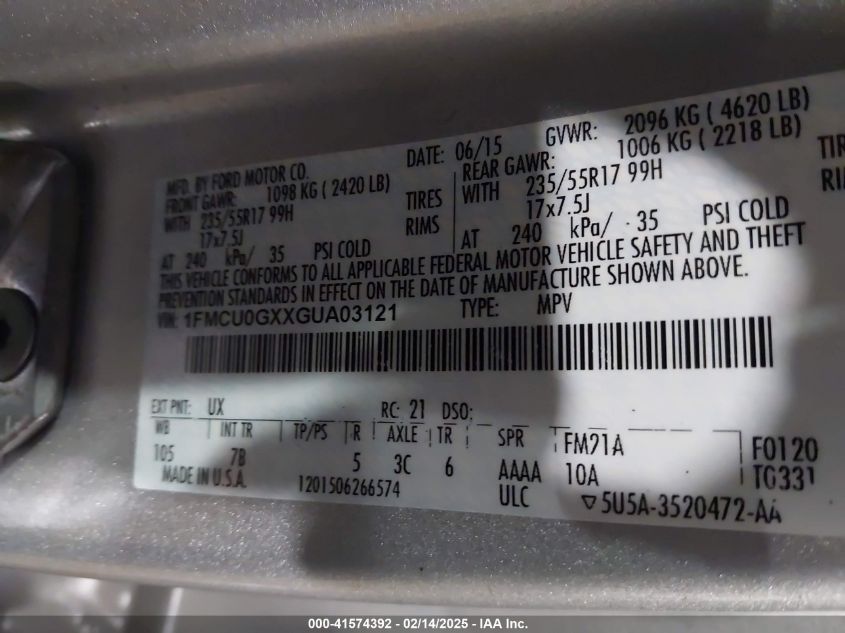 MFD. BY FORD MOTOR CO. DATE: 06/15 GVWR: 2096 KG ( 4620 LB)
FRONT GAWR: 1098 KG ( 2420 LB) REAR GAWR: 1006 KG ( 2218 LB)
WITH 235/55R17 99H TIRES WITH 235/55R17 99H TIR
17x7.5J RIMS 17x7.5J
AT 240 kPa/ 35 PSI COLD AT 240 kPa/ 35 PSI COLD
THIS VEHICLE CONFORMS TO ALL APPLICABLE FEDERAL MOTOR VEHICLE SAFETY AND THEFT
PREVENTION STANDARDS IN EFFECT ON THE DATE OF MANUFACTURE SHOWN ABOVE.
VIN: 1FMCU0GXXGUA03121 TYPE: MPV
EXT PNT: UX RC: 21 DSO:
WB INT TR TP/PS R AXLE TR SPR FM21A F0120
105 7B 5 3C 6 AAAA 10A T0331
MADE IN U.S.A. 1201506266574 ULC ▽5U5A-3520472-AA
000-41574392 - 02/14/2025 - IAA Inc.